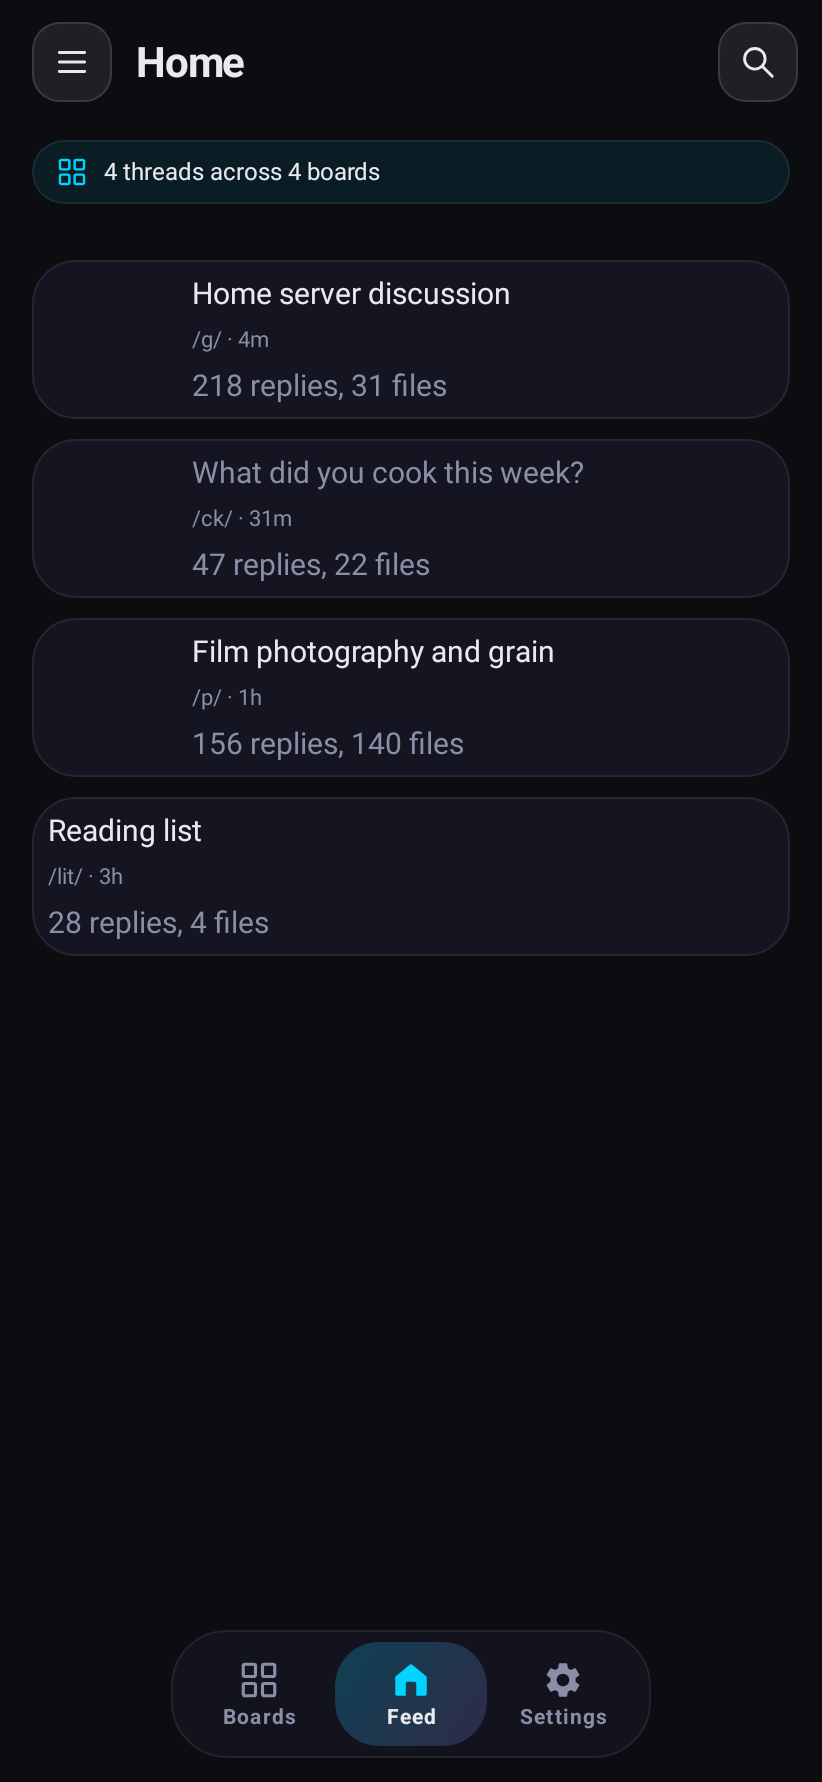 Home
4 threads across 4 boards
Home server discussion
/g/ · 4m
218 replies, 31 files
What did you cook this week?
/ck/ · 31m
47 replies, 22 files
Film photography and grain
/p/ · 1h
156 replies, 140 files
Reading list
/lit/ · 3h
28 replies, 4 files
Boards
Feed
Settings